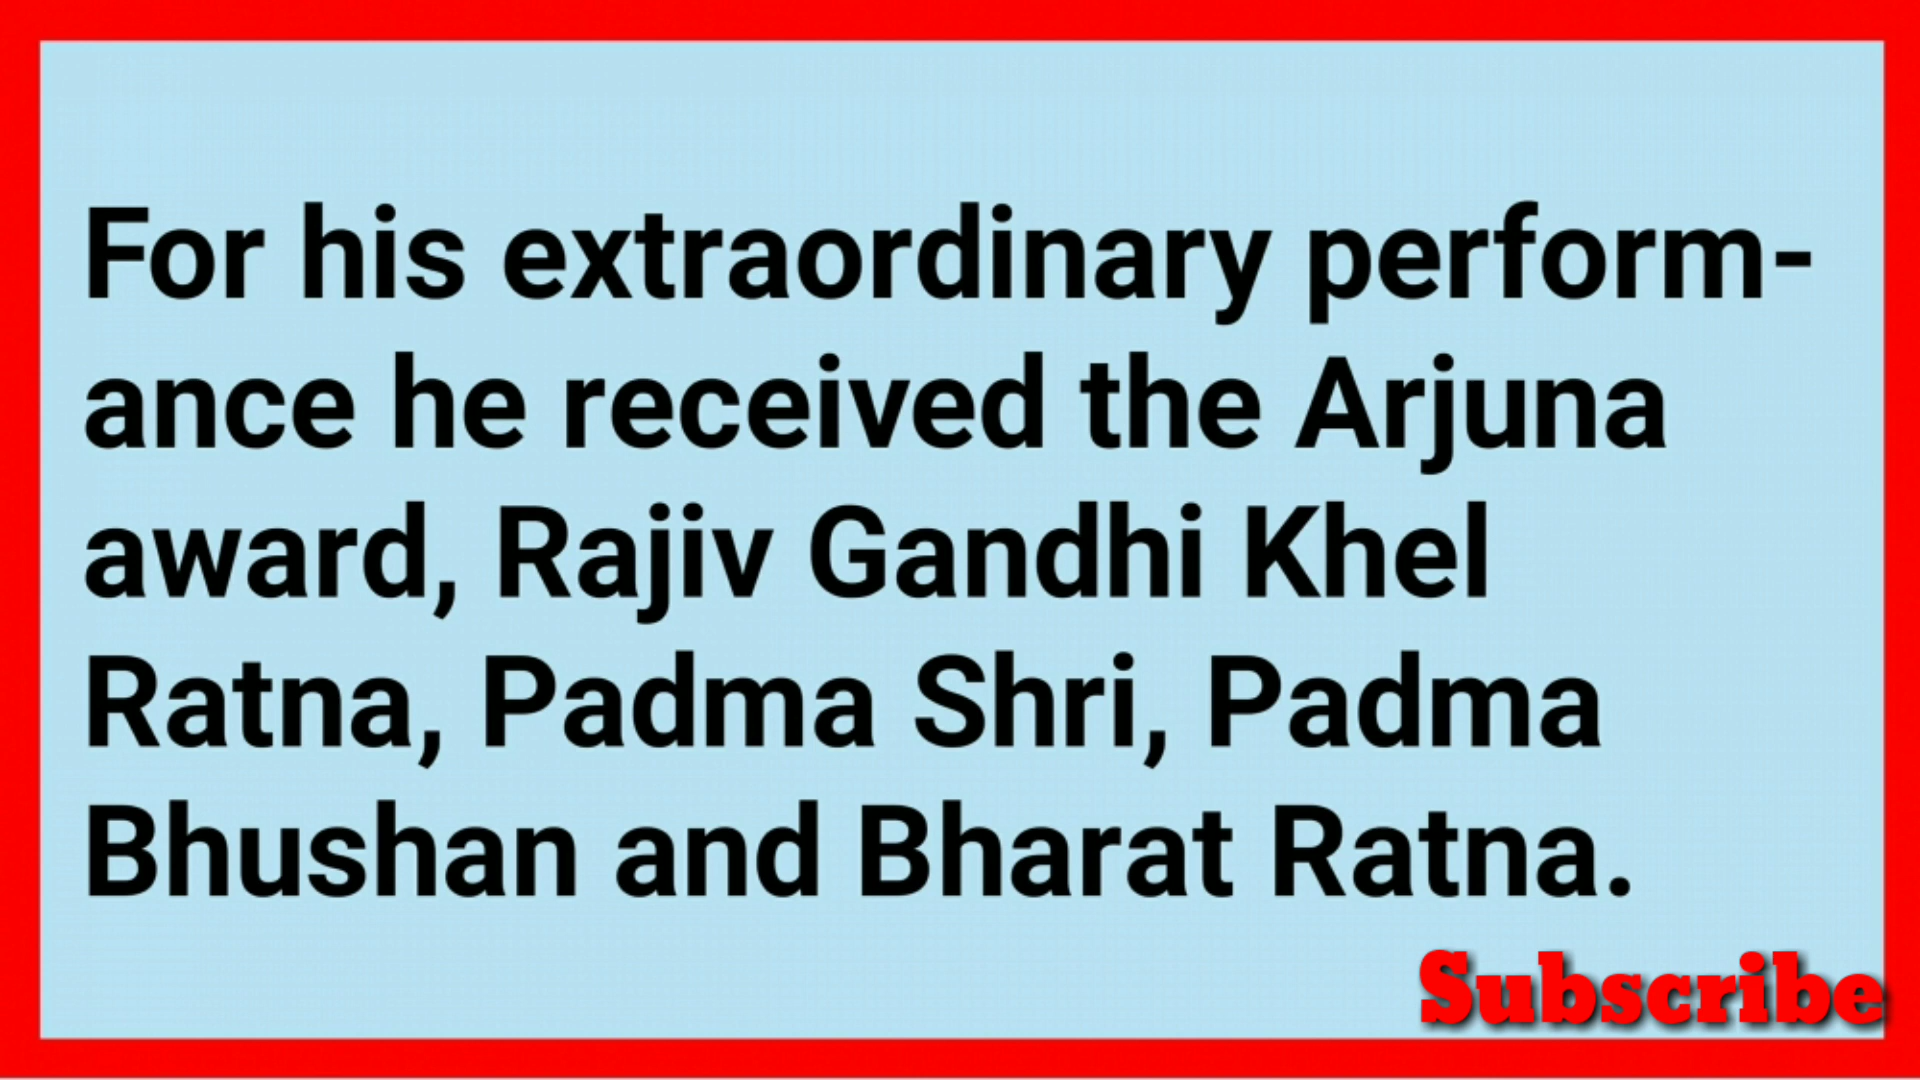 For his extraordinary perform-
ance he received the Arjuna
award, Rajiv Gandhi Khel
Ratna, Padma Shri, Padma
Bhushan and Bharat Ratna.
Subscribe